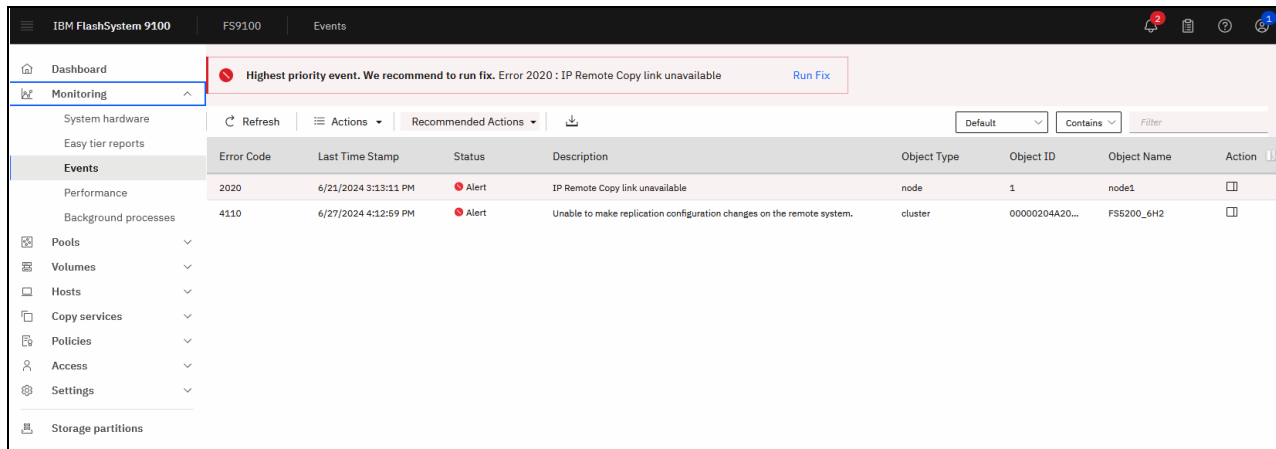 IBM FlashSystem 9100 FS9100 Events 2 1
Dashboard
Monitoring
System hardware
Easy tier reports
Events
Performance
Background processes
Pools
Volumes
Hosts
Copy services
Policies
Access
Settings
Storage partitions
Highest priority event. We recommend to run fix. Error 2020 : IP Remote Copy link unavailable Run Fix
Refresh Actions Recommended Actions Default Contains Filter
Error Code Last Time Stamp Status Description Object Type Object ID Object Name Action
2020 6/21/2024 3:13:11 PM Alert IP Remote Copy link unavailable node 1 node1
4110 6/27/2024 4:12:59 PM Alert Unable to make replication configuration changes on the remote system. cluster 00000204A20... FS5200_6H2